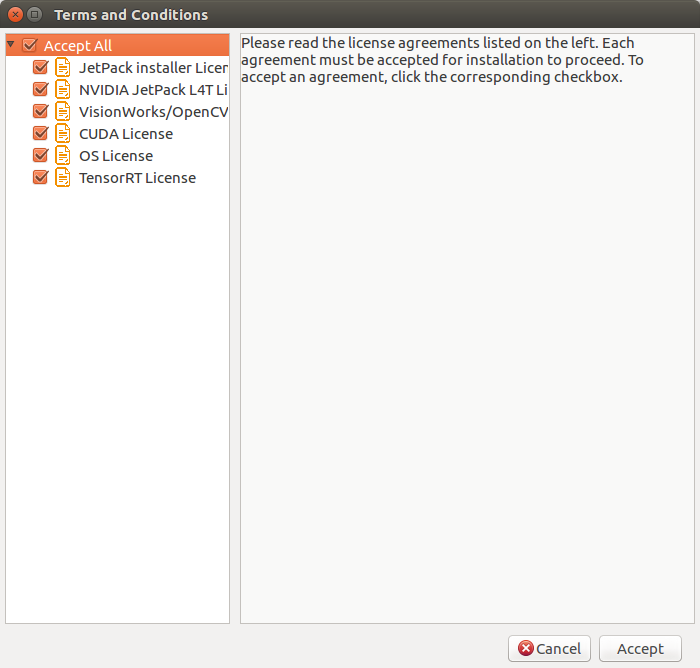 Terms and Conditions
Accept All
JetPack installer Licen
NVIDIA JetPack L4T Li
VisionWorks/OpenCV
CUDA License
OS License
TensorRT License
Please read the license agreements listed on the left. Each
agreement must be accepted for installation to proceed. To
accept an agreement, click the corresponding checkbox.
Cancel
Accept